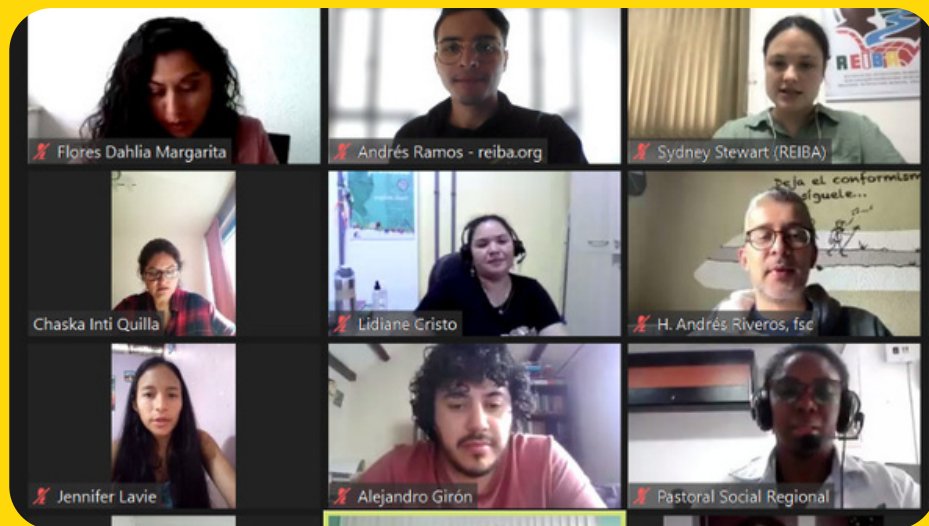 Flores Dahlia Margarita
Andrés Ramos - reiba.org
REIBA
Sydney Stewart (REIBA)
Chaska Inti Quilla
Lidiane Cristo
Deja el conformism
síguele...
H. Andrés Riveros, fsc
Jennifer Lavie
Alejandro Girón
Pastoral Social Regional